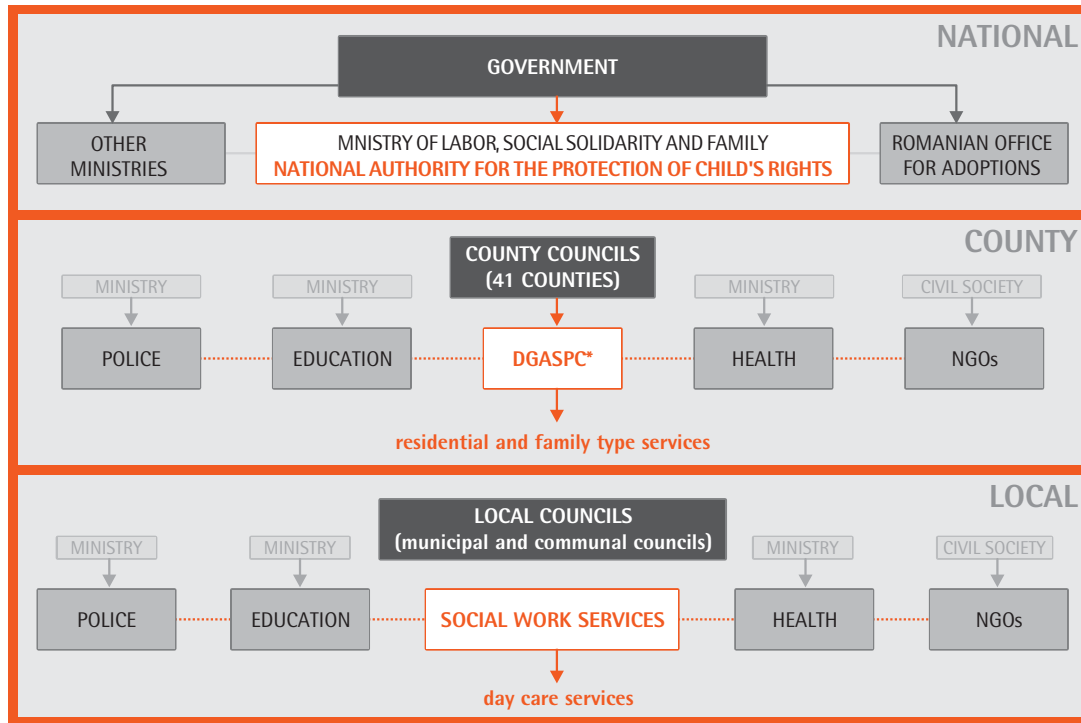 NATIONAL
GOVERNMENT
OTHER
MINISTRIES
MNISTRY OF LABOR, SOCIAL SOLIDARITY AND FAMILY
NATIONAL AUTHORITY FOR THE PROTECTION OF CHILD'S RIGHTS
ROMANIAN OFFICE
FOR ADOPTIONS
COUNTY
COUNTY COUNCILS
(41 COUNTIES)
MINISTRY
MINISTRY
MINISTRY
CIVIL SOCIETY
POLICE
EDUCATION
DGASPC*
HEALTH
NGOs
residential and family type services
LOCAL
LOCAL COUNCILS
(municipal and communal councils)
MINISTRY
MINISTRY
MINISTRY
CIVIL SOCIETY
POLICE
EDUCATION
SOCIAL WORK SERVICES
HEALTH
NGOs
day care services